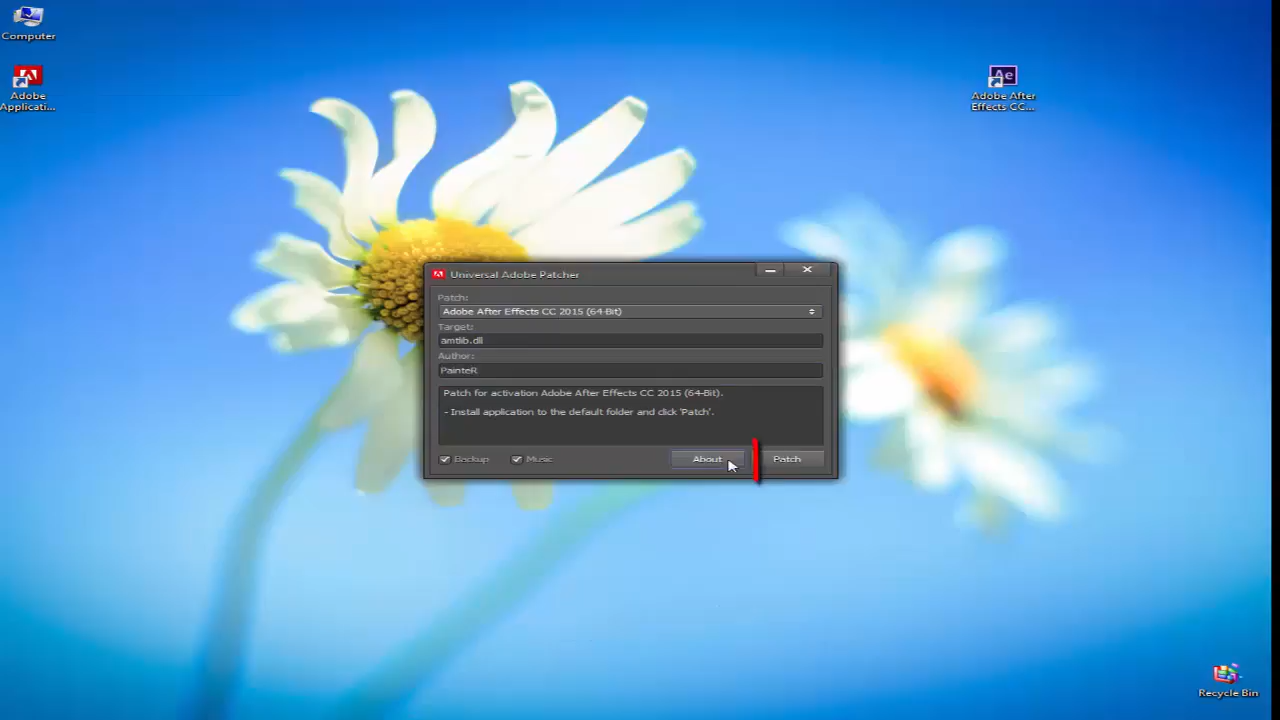 Computer
Adobe
Applicati...
Ae
Adobe After
Effects CC...
Universal Adobe Patcher
Patch:
Adobe After Effects CC 2015 (64-Bit)
Target:
amtlib.dll
Author:
PainteR
Patch for activation Adobe After Effects CC 2015 (64-Bit).
- Install application to the default folder and click 'Patch'.
Backup
Music
About
Patch
Recycle Bin